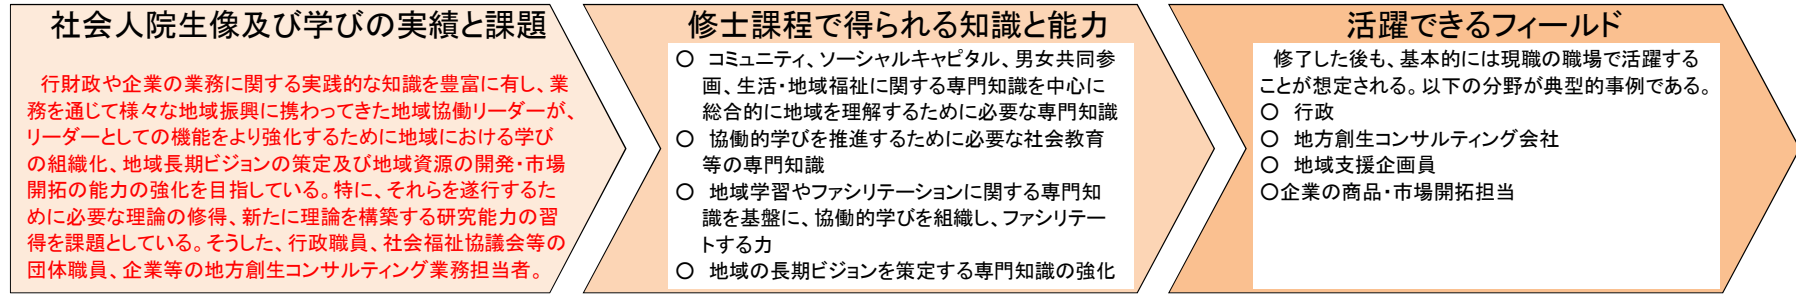 社会人院生像及び学びの実績と課題
行財政や企業の業務に関する実践的な知識を豊富に有し、業
務を通じて様々な地域振興に携わってきた地域協働リーダーが、
リーダーとしての機能をより強化するために地域における学び
の組織化、地域長期ビジョンの策定及び地域資源の開発・市場
開拓の能力の強化を目指している。特に、それらを遂行するた
めに必要な理論の修得、新たに理論を構築する研究能力の習
得を課題としている。そうした、行政職員、社会福祉協議会等の
団体職員、企業等の地方創生コンサルティング業務担当者。
修士課程で得られる知識と能力
○ コミュニティ、ソーシャルキャピタル、男女共同参
画、生活・地域福祉に関する専門知識を中心に
総合的に地域を理解するために必要な専門知識
○ 協働的学びを推進するために必要な社会教育
等の専門知識
○ 地域学習やファシリテーションに関する専門知
識を基盤に、協働的学びを組織し、ファシリテー
トする力
○ 地域の長期ビジョンを策定する専門知識の強化
活躍できるフィールド
修了した後も、基本的には現職の職場で活躍する
ことが想定される。以下の分野が典型的事例である。
○ 行政
○ 地方創生コンサルティング会社
○ 地域支援企画員
○企業の商品・市場開拓担当